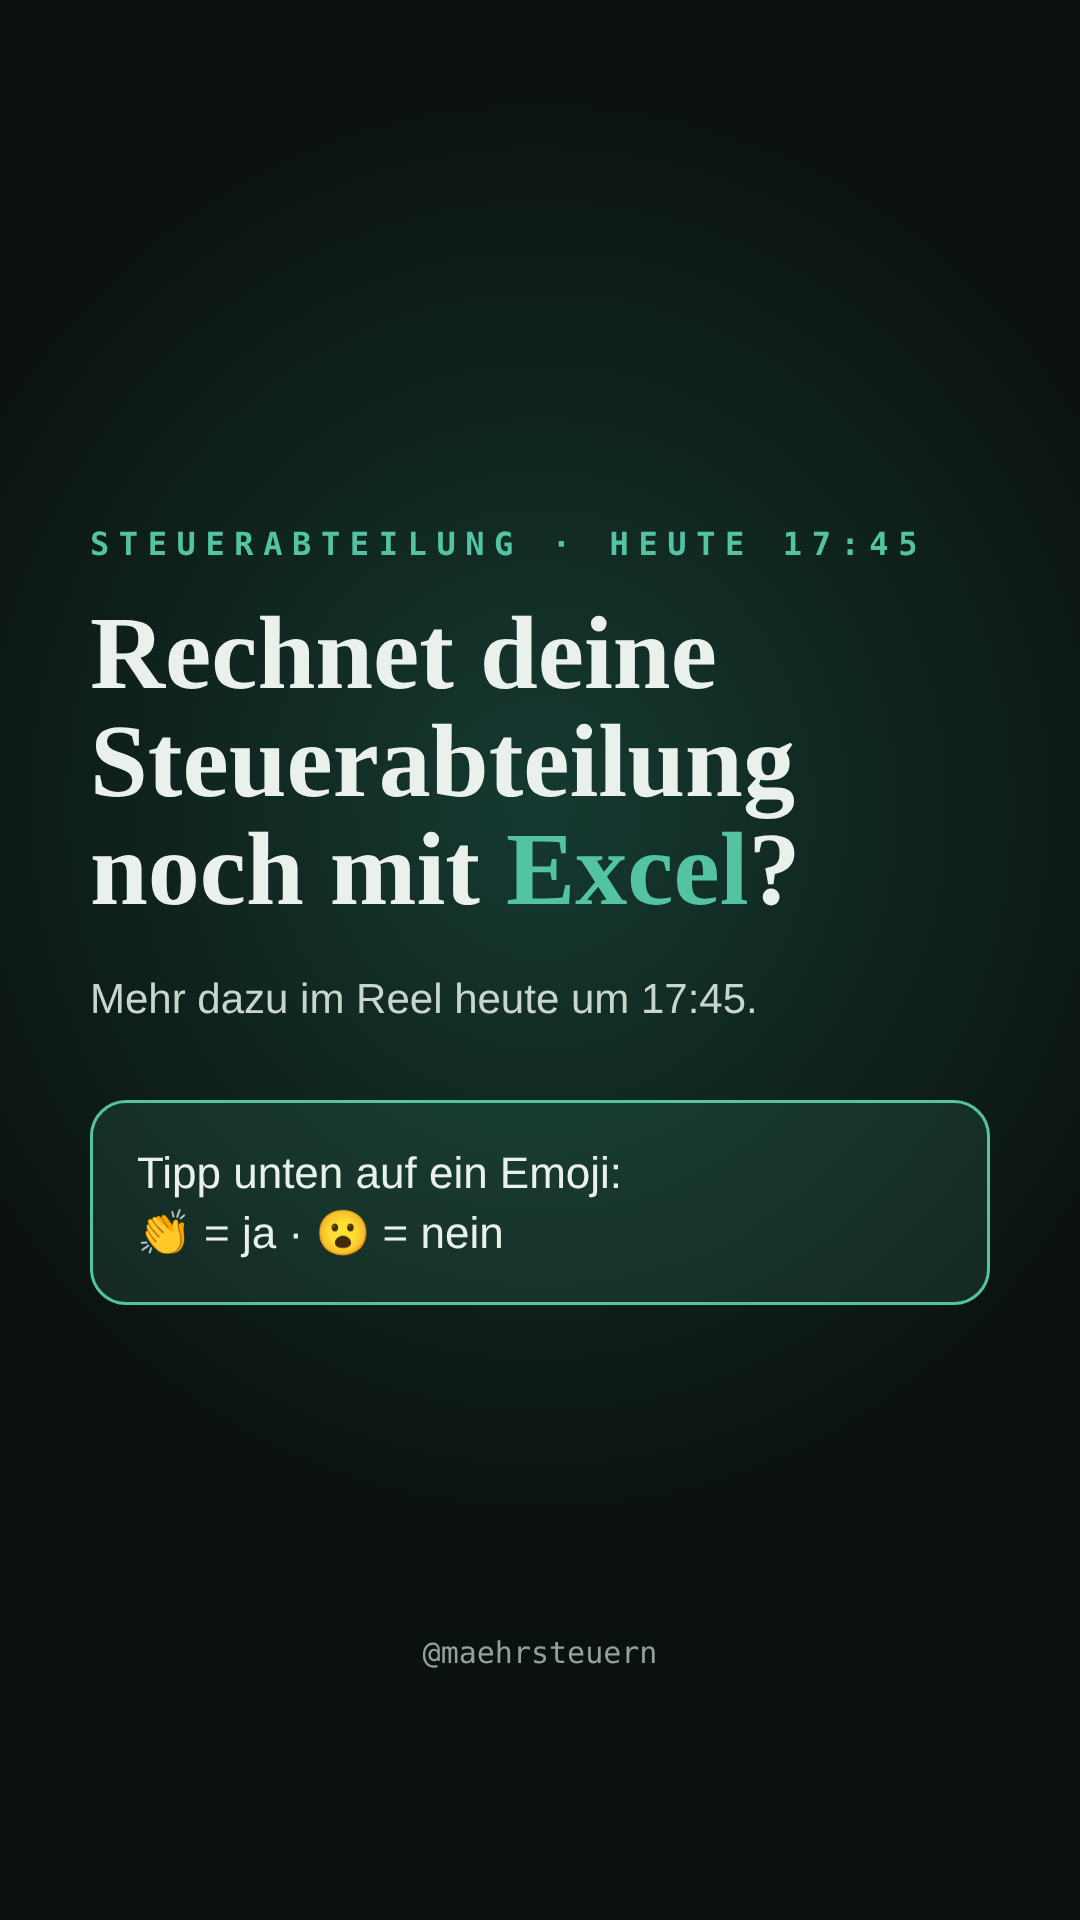 STEUERABTEILUNG · HEUTE 17:45
Rechnet deine
Steuerabteilung
noch mit Excel?
Mehr dazu im Reel heute um 17:45.
Tipp unten auf ein Emoji:
👏 = ja · 😮 = nein
@maehrsteuern